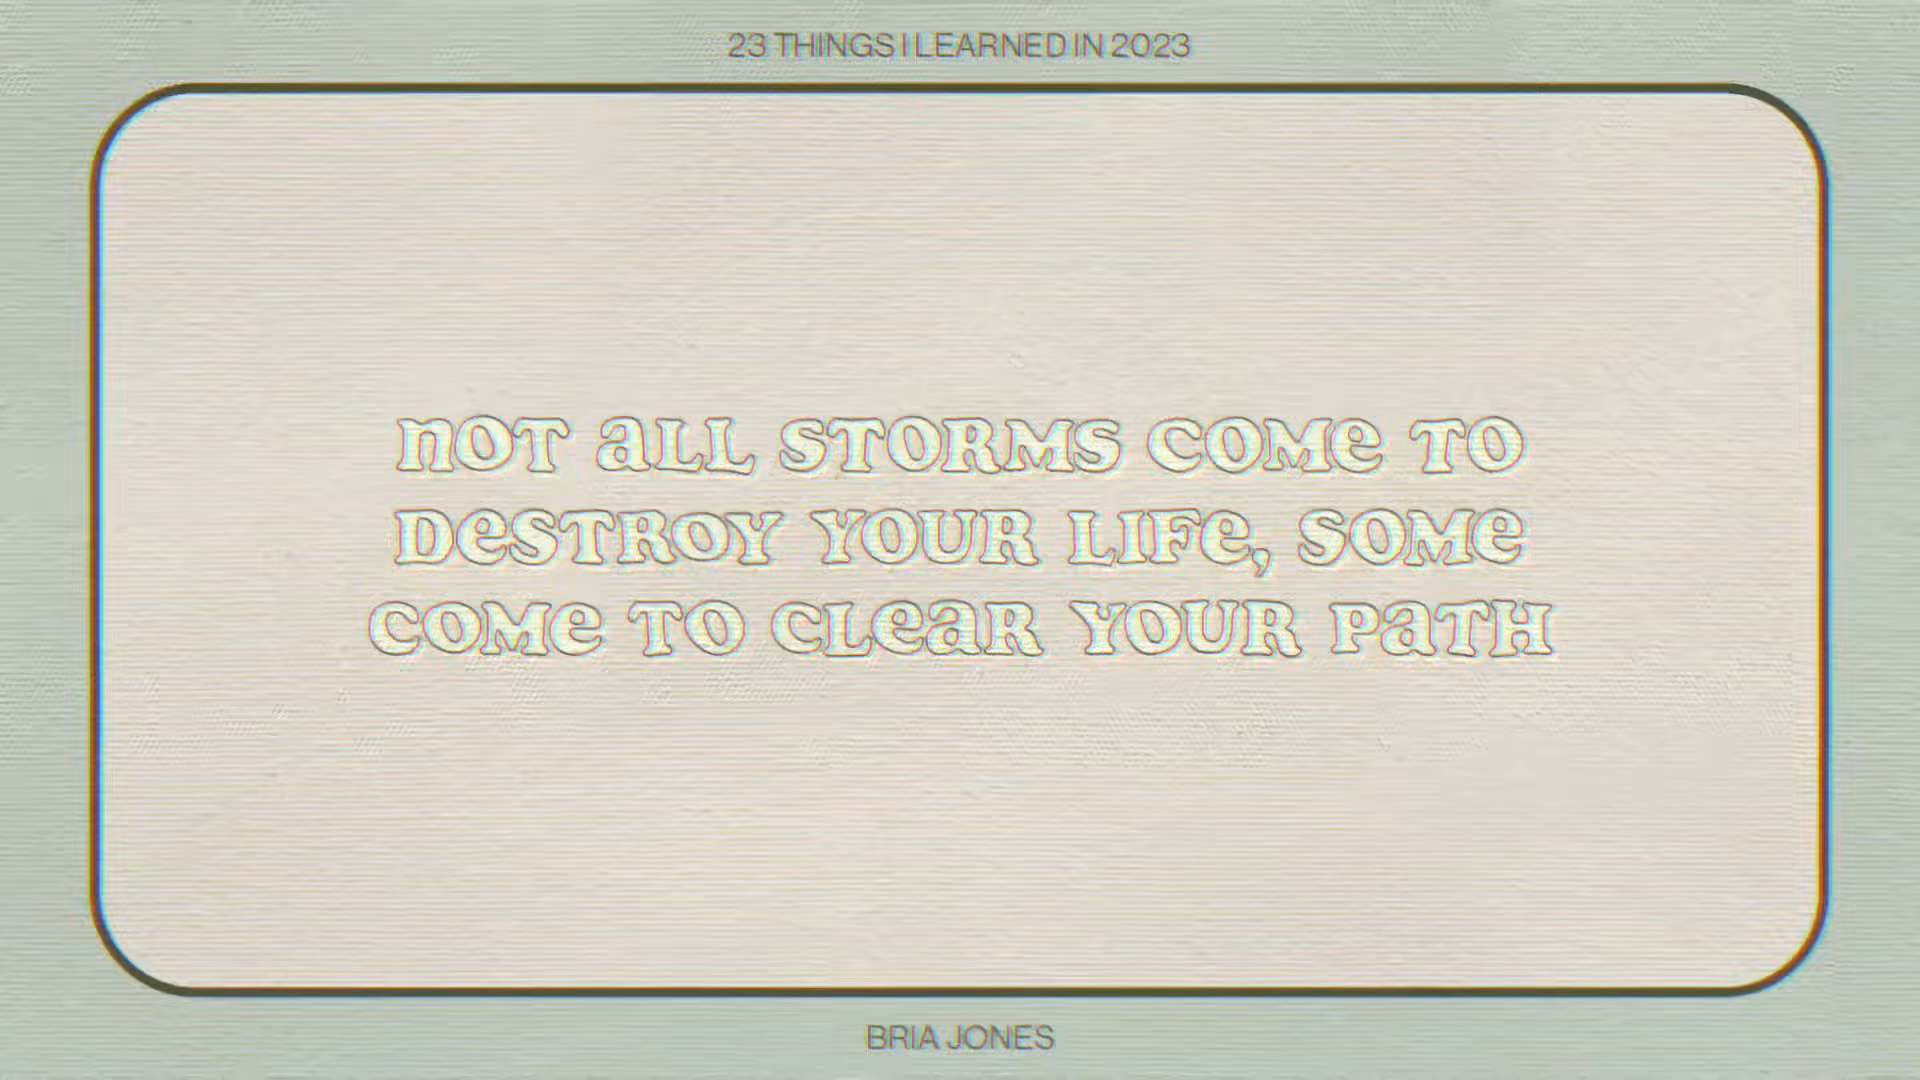 23 THINGS I LEARNED IN 2023
nOT aLL STORMS COMe TO
DeSTROY YOUR LIFe, SOMe
COMe TO CLeaR YOUR PaTH
BRIA JONES